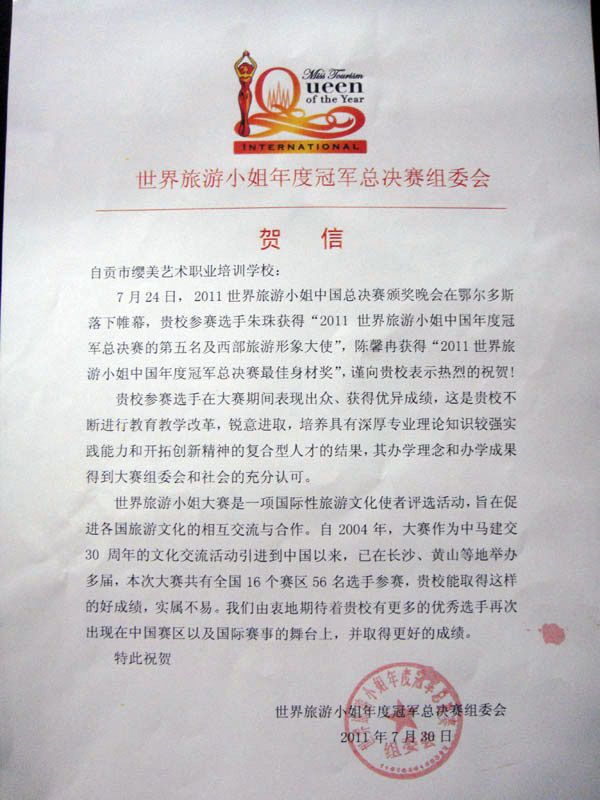 Miss Tourism
Queen
of the Year
INTERNATIONAL
世界旅游小姐年度冠军总决赛组委会
贺 信
自贡市缨美艺术职业培训学校：
7月24日，2011世界旅游小姐中国总决赛颁奖晚会在鄂尔多斯
落下帷幕，贵校参赛选手朱珠获得“2011 世界旅游小姐中国年度冠
军总决赛的第五名及西部旅游形象大使”，陈馨冉获得“2011世界旅
游小姐中国年度冠军总决赛最佳身材奖”，谨向贵校表示热烈的祝贺!
贵校参赛选手在大赛期间表现出众、获得优异成绩，这是贵校不
断进行教育教学改革，锐意进取，培养具有深厚专业理论知识较强实
践能力和开拓创新精神的复合型人才的结果，其办学理念和办学成果
得到大赛组委会和社会的充分认可。
世界旅游小姐大赛是一项国际性旅游文化使者评选活动，旨在促
进各国旅游文化的相互交流与合作。自2004年，大赛作为中马建交
30 周年的文化交流活动引进到中国以来，已在长沙、黄山等地举办
多届，本次大赛共有全国16个赛区56名选手参赛，贵校能取得这样
的好成绩，实属不易。我们由衷地期待着贵校有更多的优秀选手再次
出现在中国赛区以及国际赛事的舞台上，并取得更好的成绩。
特此祝贺
世界旅游小姐年度冠军总决赛组委会
2011年7月30日
世界旅游小姐年度冠军总决赛
组委会